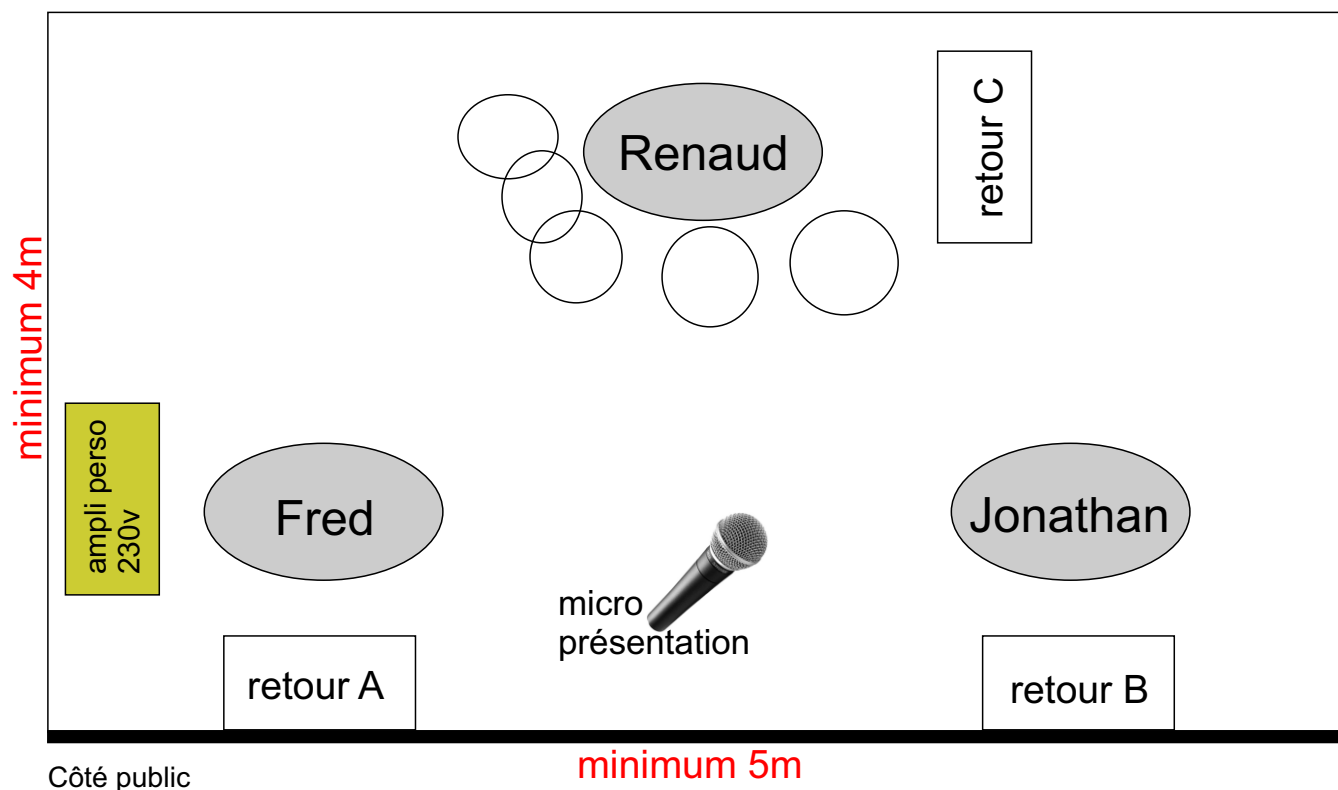 retour C
Renaud
minimum 4m
ampli perso
230v
Fred
Jonathan
micro
présentation
retour A
retour B
minimum 5m
Côté public